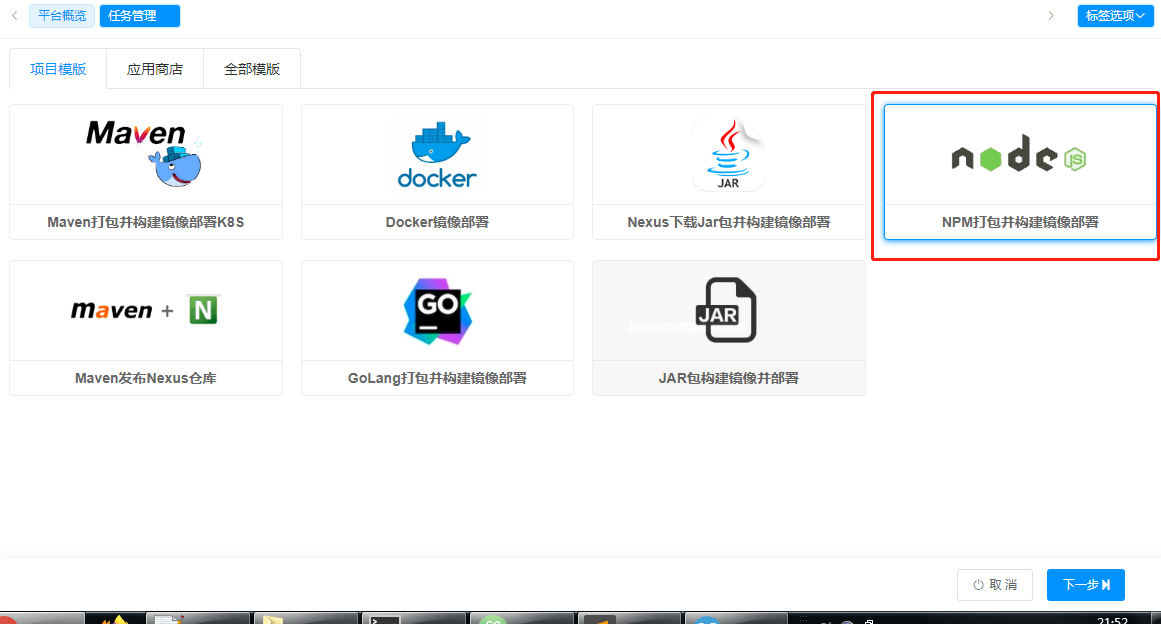 平台概览 任务管理 标签选项
项目模版 应用商店 全部模版
Maven
docker
JAR
node JS
Maven打包并构建镜像部署K8S
Docker镜像部署
Nexus下载Jar包并构建镜像部署
NPM打包并构建镜像部署
maven + N
GO
JAR
Maven发布Nexus仓库
GoLang打包并构建镜像部署
JAR包构建镜像并部署
取消 下一步
21:52